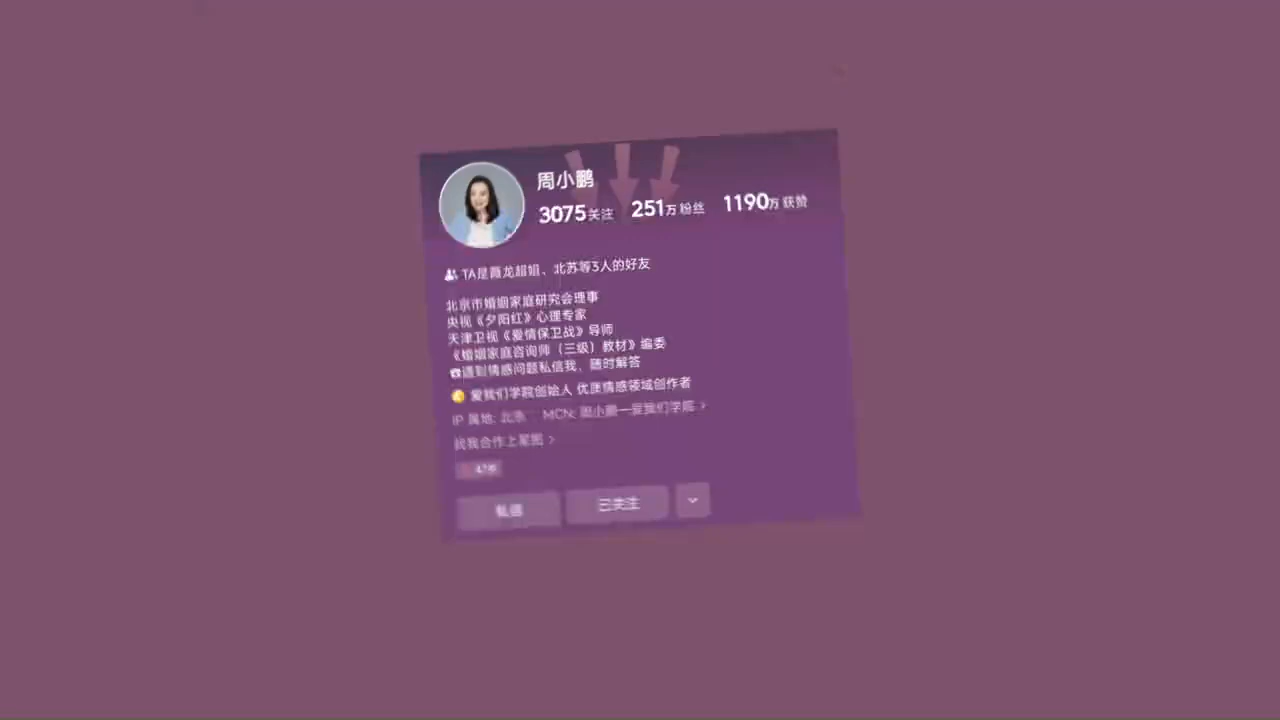 周小鹏
3075关注 251万粉丝 1190万获赞
TA是薇龙超姐、北苏等3人的好友
北京市婚姻家庭研究会理事
央视《夕阳红》心理专家
天津卫视《爱情保卫战》导师
《婚姻家庭咨询师（三级）教材》编委
遇到情感问题私信我，随时解答
爱我们学院创始人 优质情感领域创作者
IP 属地: 北京 MCN: 周小鹏—爱我们学院 >
找我合作上星图 >
私信 已关注